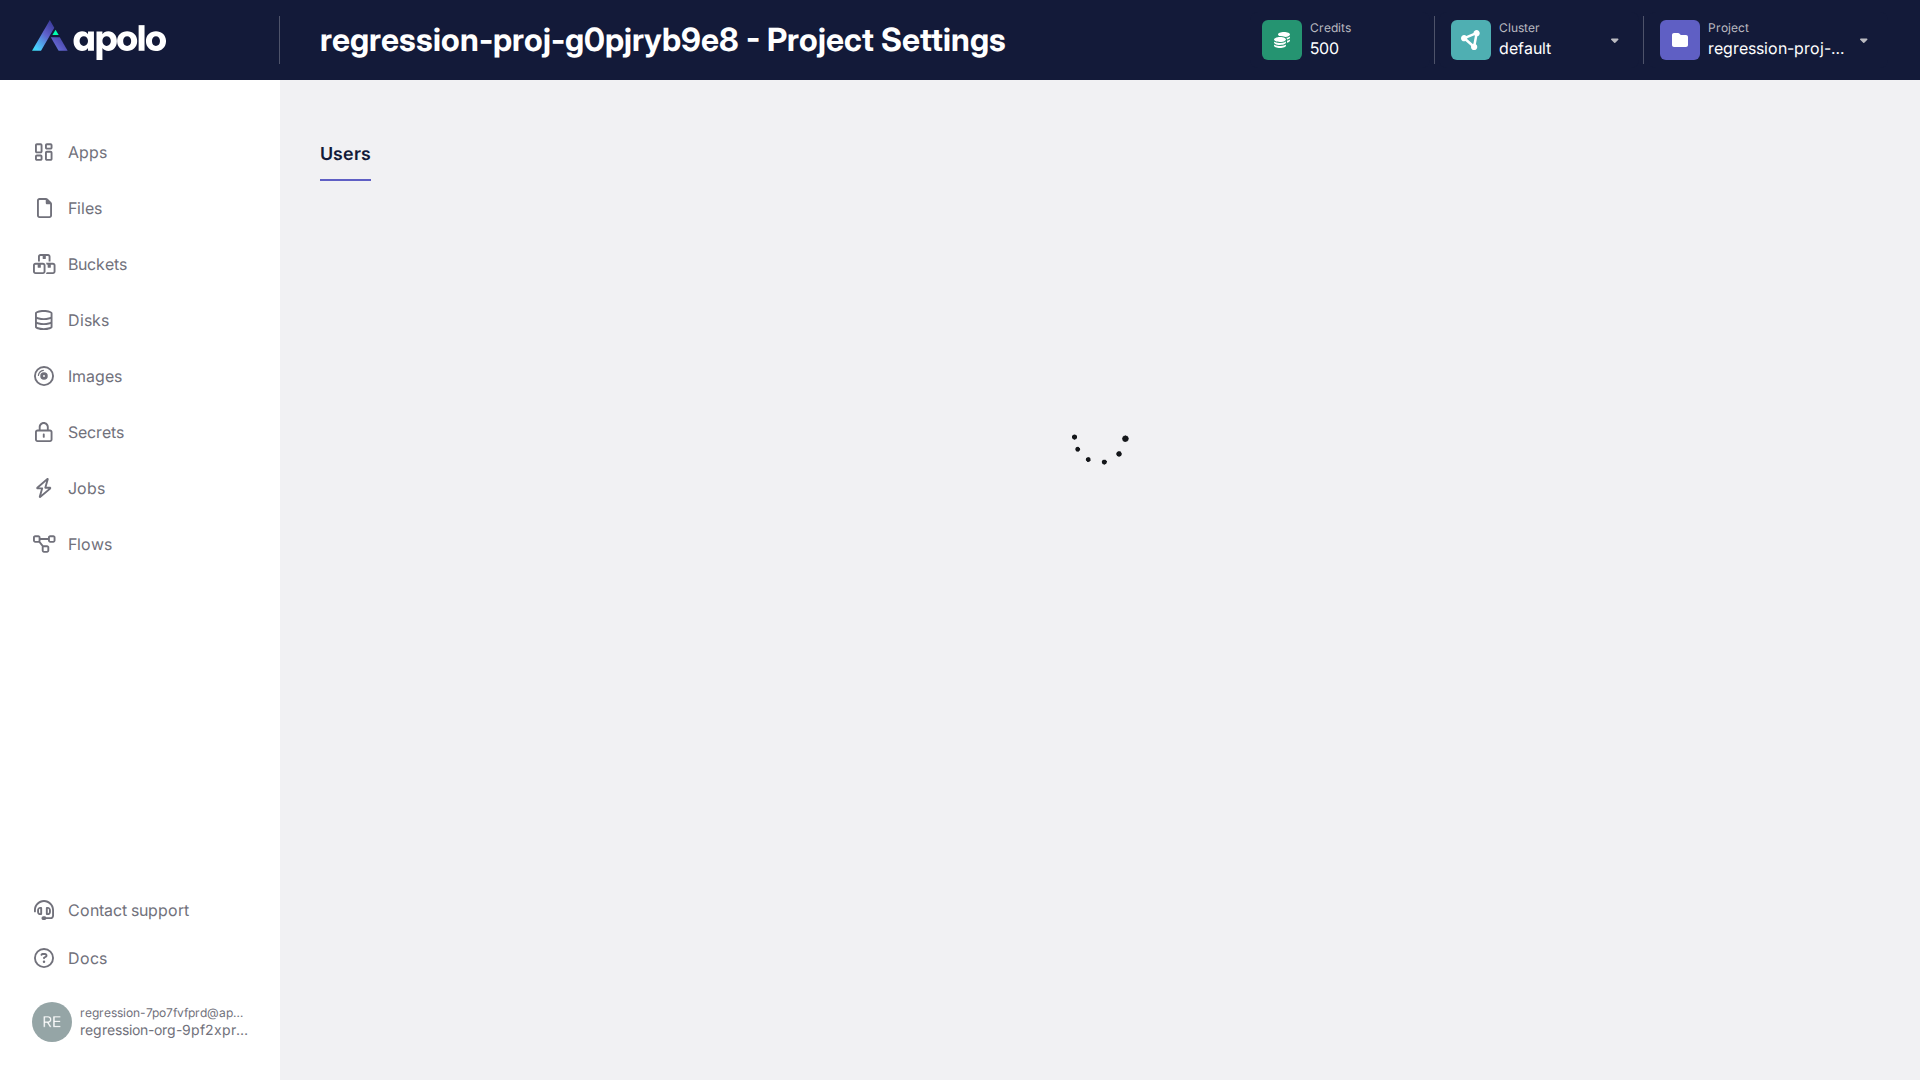 apolo
regression-proj-g0pjryb9e8 - Project Settings
Credits
500
Cluster
default
Project
regression-proj-...
Apps
Files
Buckets
Disks
Images
Secrets
Jobs
Flows
Users
Contact support
Docs
RE
regression-7po7fvfprd@ap...
regression-org-9pf2xpr...